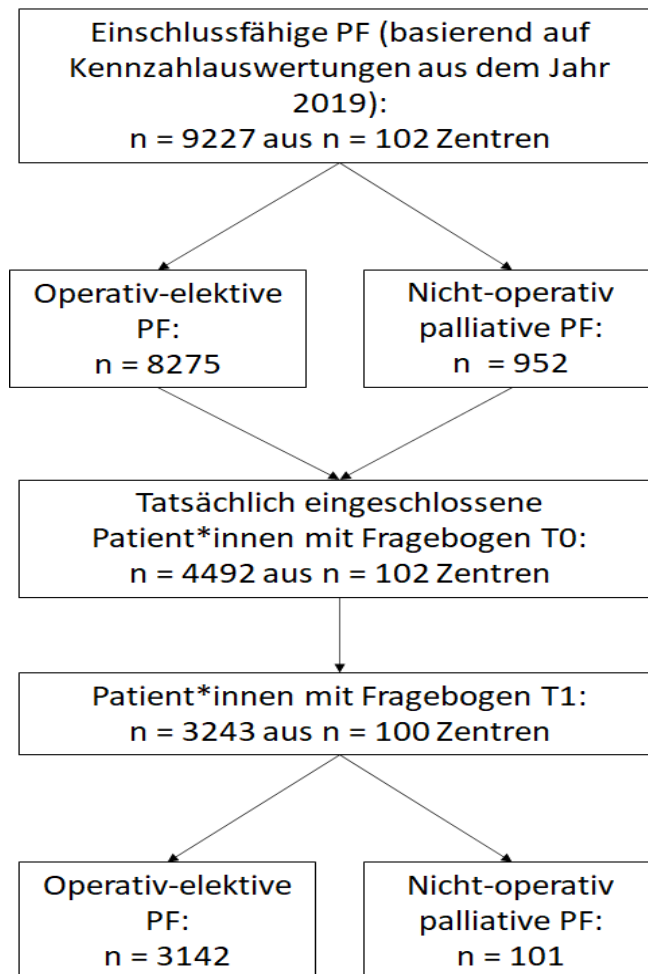 Einschlussfähige PF (basierend auf
Kennzahlauswertungen aus dem Jahr
2019):
n = 9227 aus n = 102 Zentren
Operativ-elektive
PF:
n = 8275
Nicht-operativ
palliative PF:
n = 952
Tatsächlich eingeschlossene
Patient*innen mit Fragebogen T0:
n = 4492 aus n = 102 Zentren
Patient*innen mit Fragebogen T1:
n = 3243 aus n = 100 Zentren
Operativ-elektive
PF:
n = 3142
Nicht-operativ
palliative PF:
n = 101